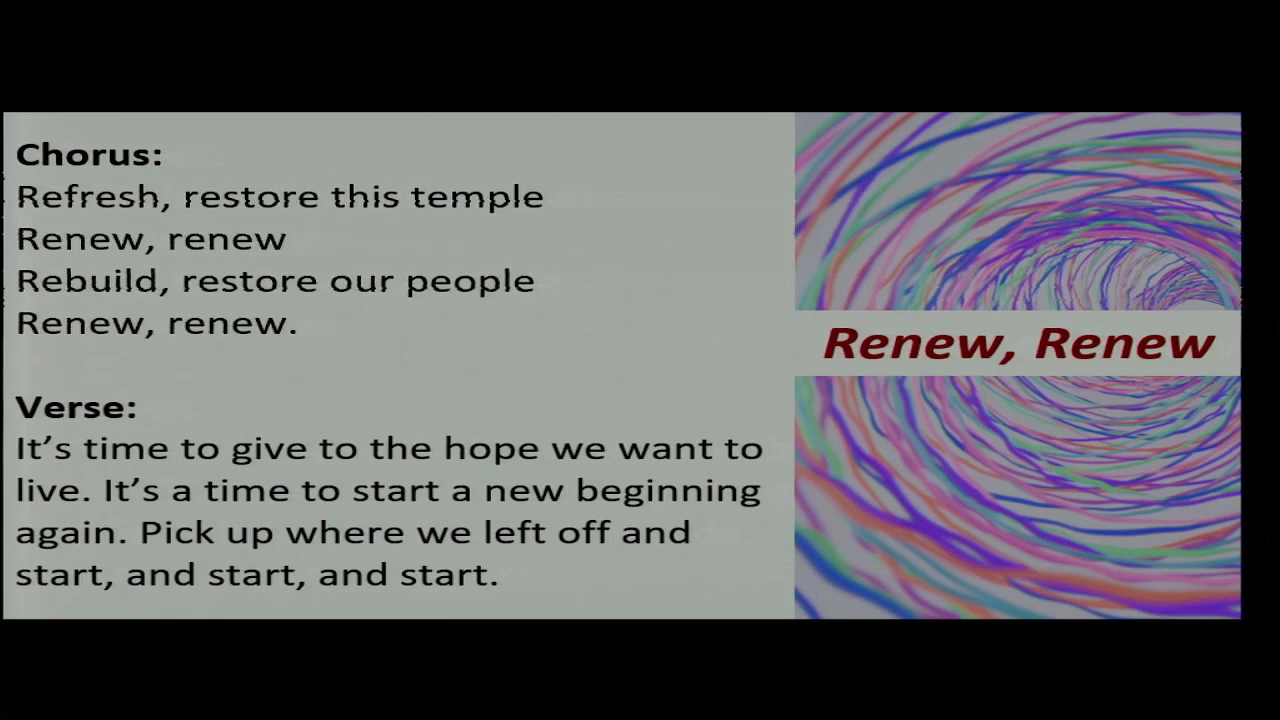 Chorus:
Refresh, restore this temple
Renew, renew
Rebuild, restore our people
Renew, renew.
Verse:
It's time to give to the hope we want to
live. It's a time to start a new beginning
again. Pick up where we left off and
start, and start, and start.
Renew, Renew